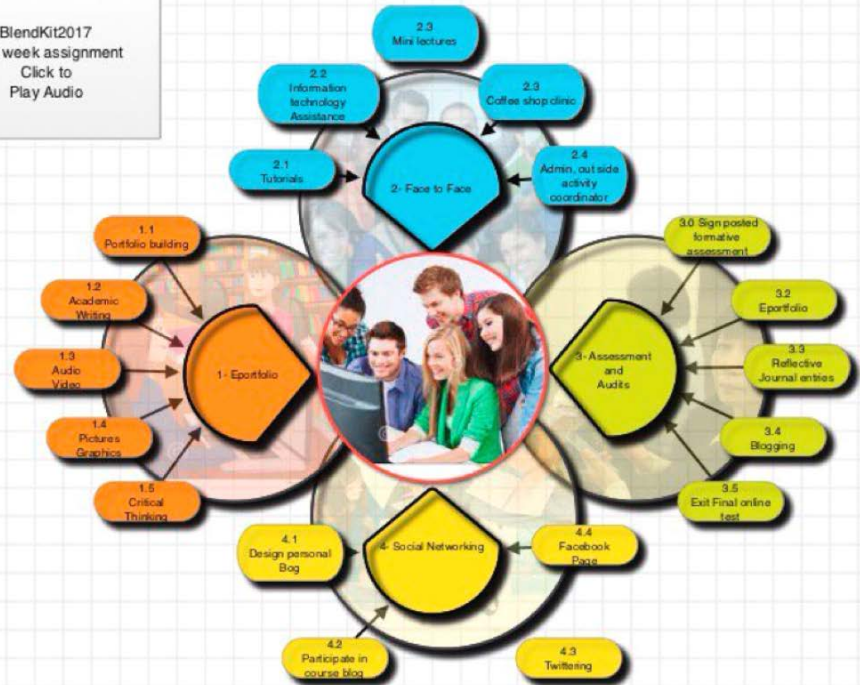 BlendKit2017
week assignment
Click to
Play Audio
2.3
Mini lectures
2.2
Information
technology
Assistance
2.3
Coffee shop clinic
2.1
Tutorials
2.4
Admin, out side
activity
coordinator
2- Face to Face
1.1
Portfolio building
1.2
Academic
Writing
1.3
Audio
Video
1.4
Pictures
Graphics
1.5
Critical
Thinking
1- Eportfolio
3.0 Sign posted
formative
assessment
3.2
Eportfolio
3.3
Reflective
Journal entries
3.4
Blogging
3.5
Exit Final online
test
3- Assessment
and
Audits
4.1
Design personal
Bog
4- Social Networking
4.4
Facebook
Page
4.2
Participate in
course blog
4.3
Twittering